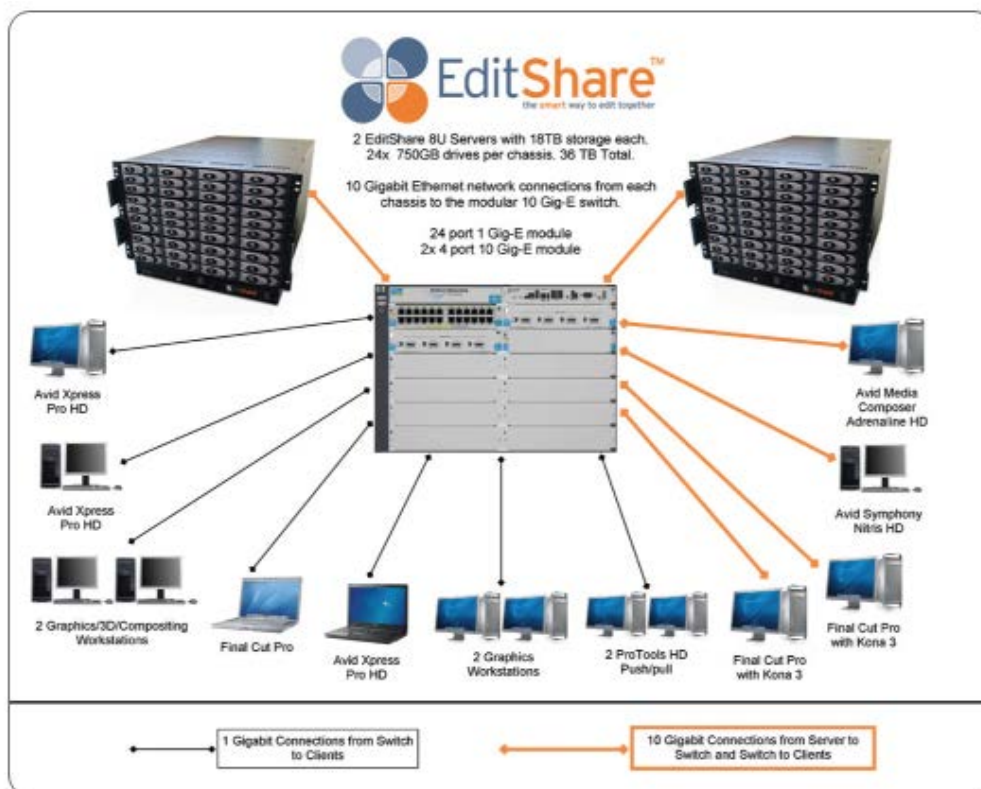 EditShare™
the smart way to edit together
2 EditShare 8U Servers with 18TB storage each.
24x 750GB drives per chassis. 36 TB Total.
10 Gigabit Ethernet network connections from each
chassis to the modular 10 Gig-E switch.
24 port 1 Gig-E module
2x 4 port 10 Gig-E module
Avid Xpress
Pro HD
Avid Media
Composer
Adrenaline HD
Avid Xpress
Pro HD
Avid Symphony
Nitris HD
2 Graphics/3D/Compositing
Workstations
Final Cut Pro
Avid Xpress
Pro HD
2 Graphics
Workstations
2 ProTools HD
Push/pull
Final Cut Pro
with Kona 3
Final Cut Pro
with Kona 3
1 Gigabit Connections from Switch
to Clients
10 Gigabit Connections from Server to
Switch and Switch to Clients